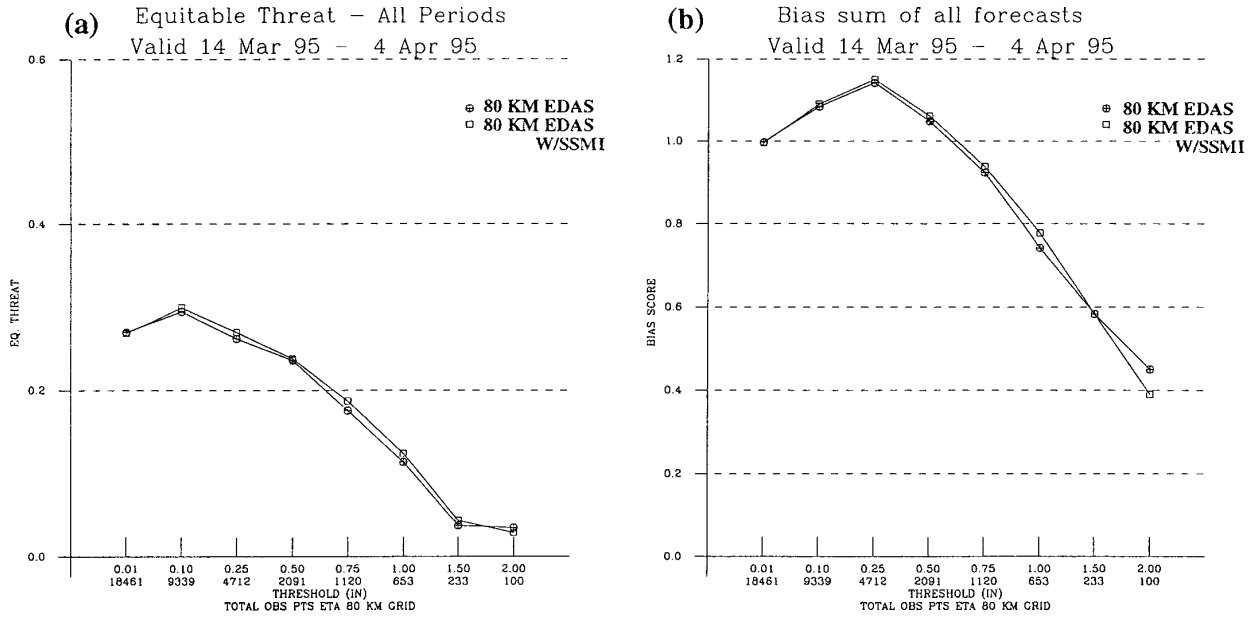 (a)
Equitable Threat – All Periods
Valid 14 Mar 95 – 4 Apr 95
0.6
0.4
0.2
0.0
EQ. THREAT
80 KM EDAS
80 KM EDAS
W/SSMI
0.01 0.10 0.25 0.50 0.75 1.00 1.50 2.00
18461 9339 4712 2091 1120 653 233 100
THRESHOLD (IN)
TOTAL OBS PTS ETA 80 KM GRID
(b)
Bias sum of all forecasts
Valid 14 Mar 95 – 4 Apr 95
1.2
1.0
0.8
0.6
0.4
0.2
0.0
BIAS SCORE
80 KM EDAS
80 KM EDAS
W/SSMI
0.01 0.10 0.25 0.50 0.75 1.00 1.50 2.00
18461 9339 4712 2091 1120 653 233 100
THRESHOLD (IN)
TOTAL OBS PTS ETA 80 KM GRID